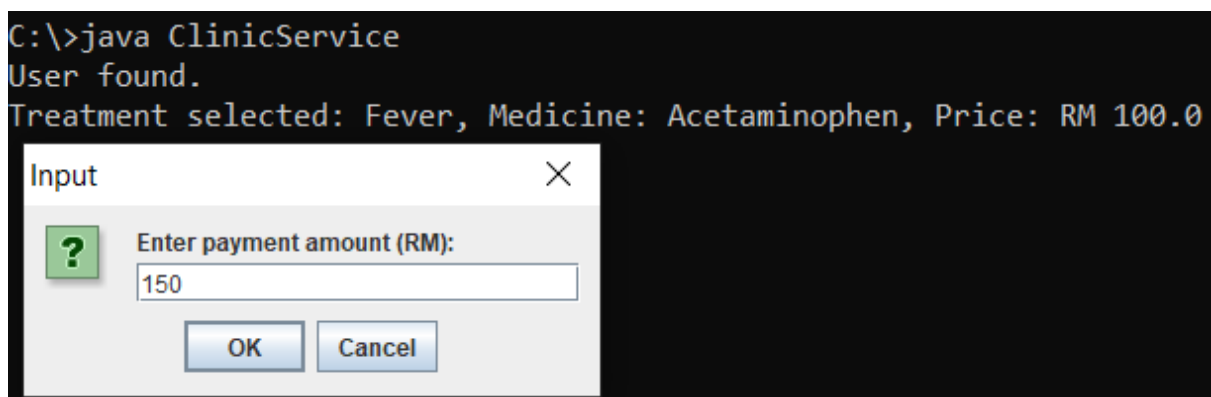 C:\>java ClinicService
User found.
Treatment selected: Fever, Medicine: Acetaminophen, Price: RM 100.0
Input
?
Enter payment amount (RM):
150
OK Cancel